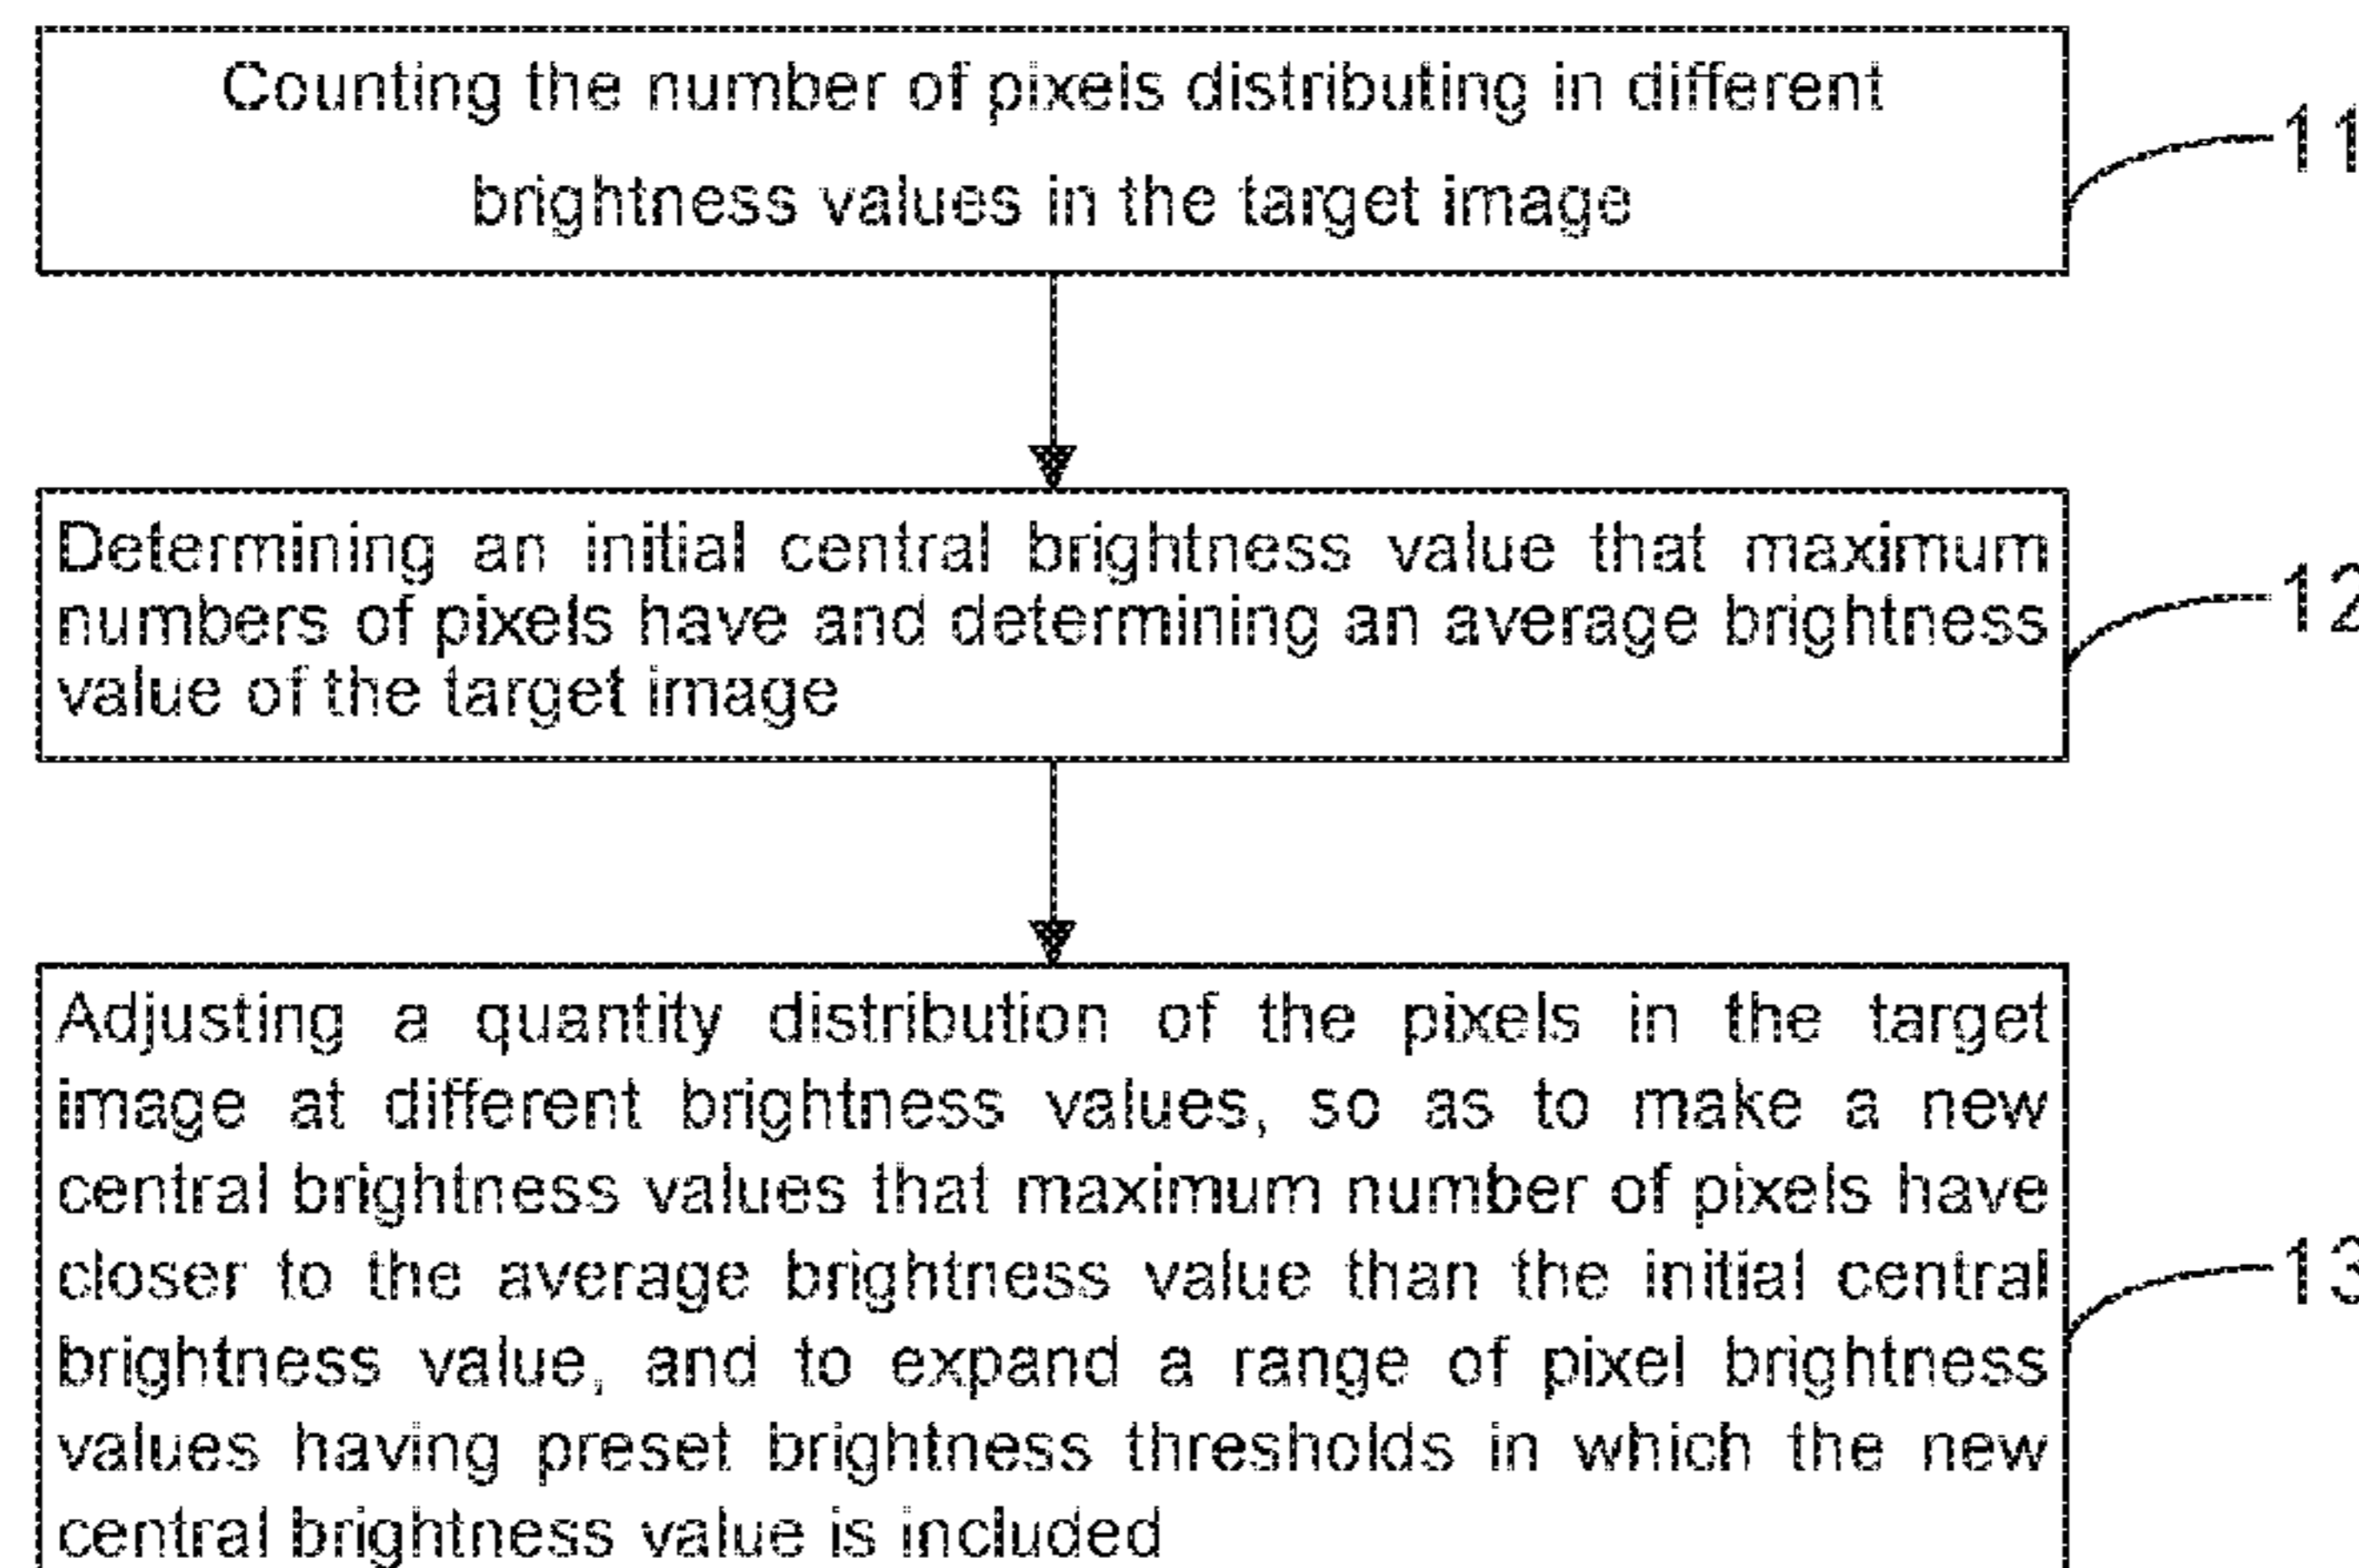 Counting the number of pixels distributing in different
brightness values in the target image
11
Determining an initial central brightness value that maximum
numbers of pixels have and determining an average brightness
value of the target image
12
Adjusting a quantity distribution of the pixels in the target
image at different brightness values, so as to make a new
central brightness values that maximum number of pixels have
closer to the average brightness value than the initial central
brightness value, and to expand a range of pixel brightness
values having preset brightness thresholds in which the new
central brightness value is included
13